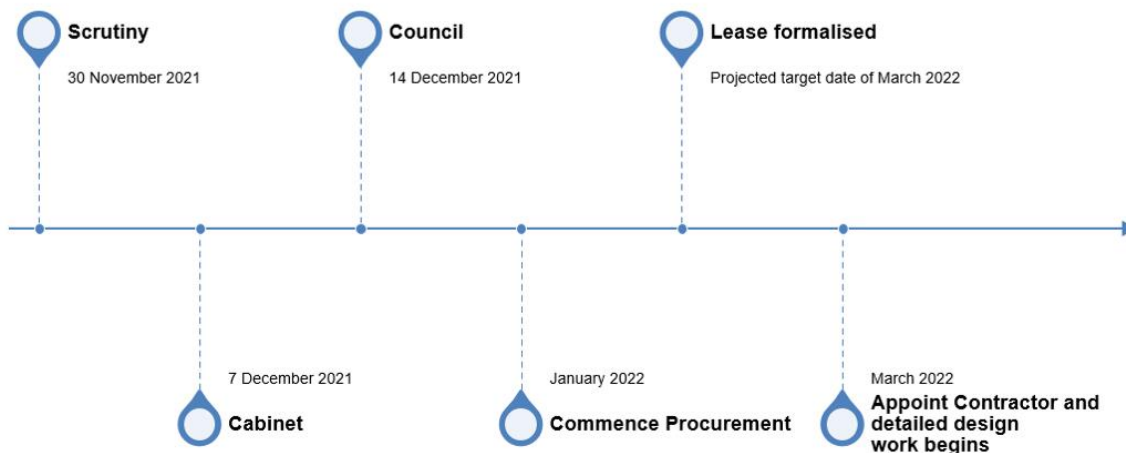 Scrutiny
30 November 2021
Council
14 December 2021
Lease formalised
Projected target date of March 2022
7 December 2021
Cabinet
January 2022
Commence Procurement
March 2022
Appoint Contractor and
detailed design
work begins